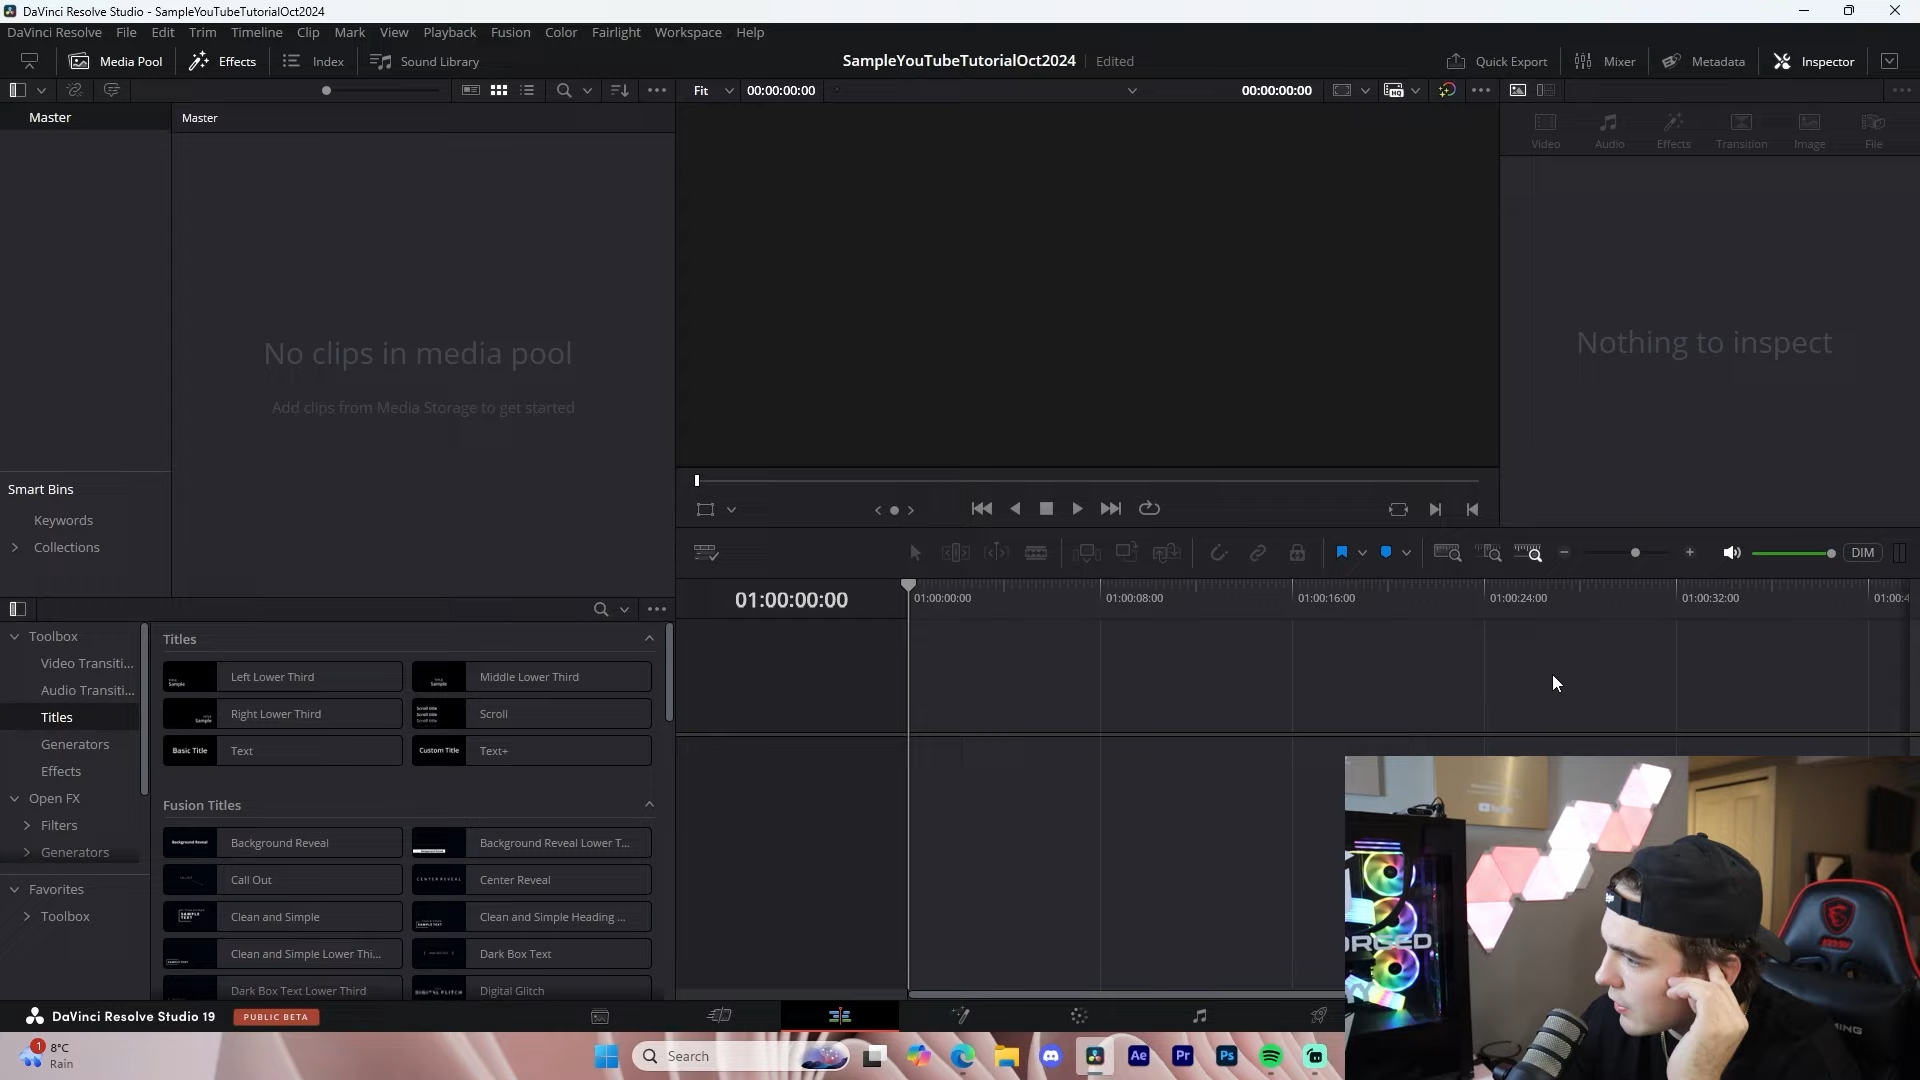 DaVinci Resolve Studio - SampleYouTubeTutorialOct2024
DaVinci Resolve File Edit Trim Timeline Clip Mark View Playback Fusion Color Fairlight Workspace Help
Media Pool Effects Index Sound Library SampleYouTubeTutorialOct2024 Edited Quick Export Mixer Metadata Inspector
Fit 00:00:00:00 00:00:00:00
Master
Master
Video Audio Effects Transition Image File
No clips in media pool
Add clips from Media Storage to get started
Nothing to inspect
Smart Bins
Keywords
Collections
DIM
01:00:00:00
01:00:00:00 01:00:08:00 01:00:16:00 01:00:24:00 01:00:32:00 01:00:4
Toolbox
Video Transiti...
Audio Transiti...
Titles
Generators
Effects
Open FX
Filters
Generators
Favorites
Toolbox
Titles
Left Lower Third
Middle Lower Third
Right Lower Third
Scroll
Basic Title Text
Custom Title Text+
Fusion Titles
Background Reveal
Background Reveal Lower T...
Call Out
Center Reveal
Clean and Simple
Clean and Simple Heading ...
Clean and Simple Lower Thi...
Dark Box Text
Dark Box Text Lower Third
Digital Glitch
DaVinci Resolve Studio 19 PUBLIC BETA
1 8°C
Rain
Search
Ae Pr Ps
ORGED